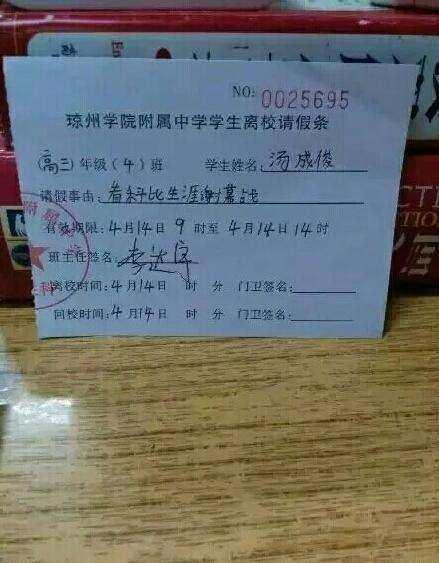 NO: 0025695
琼州学院附属中学学生离校请假条
(高三)年级(4)班 学生姓名:汤成俊
请假事由:看科比生涯谢幕战
有效期限:4月14日9时至4月14日14时
班主任签名:
离校时间:4月14日 时 分 门卫签名:
回校时间:4月14日 时 分 门卫签名: